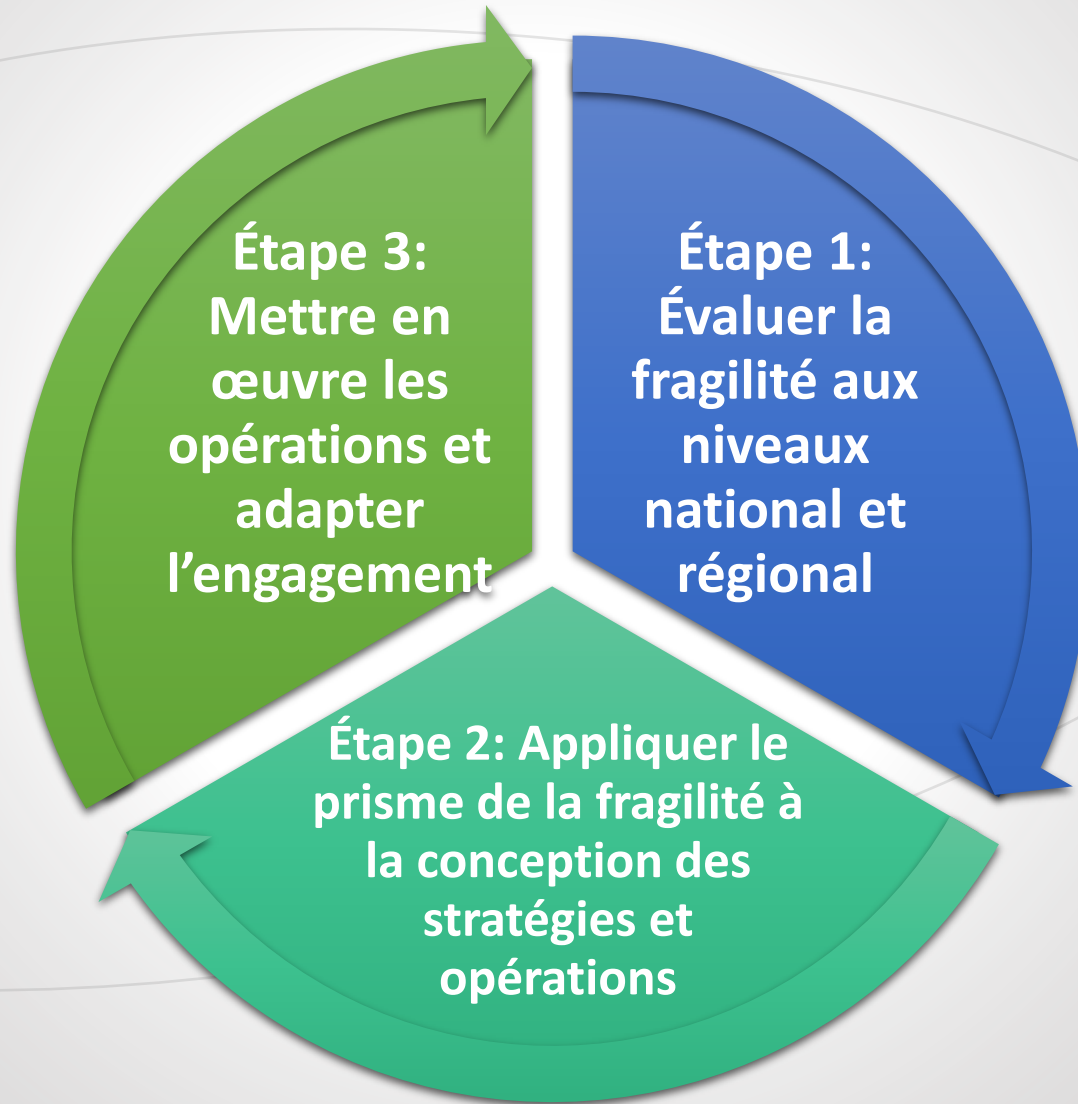 Étape 1:
Évaluer la
fragilité aux
niveaux
national et
régional
Étape 2: Appliquer le
prisme de la fragilité à
la conception des
stratégies et
opérations
Étape 3:
Mettre en
œuvre les
opérations et
adapter
l’engagement